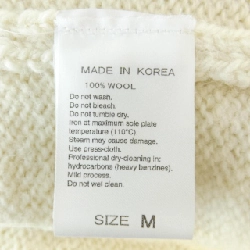 MADE IN KOREA
100% WOOL
Do not wash.
Do not bleach.
Do not tumble dry.
Iron at maximum sole plate
temperature (110°C)
Steam may cause damage.
Use press-cloth.
Professional dry-cleaning in:
hydrocarbons (heavy benzines).
Mild process.
Do not wet clean.
SIZE M